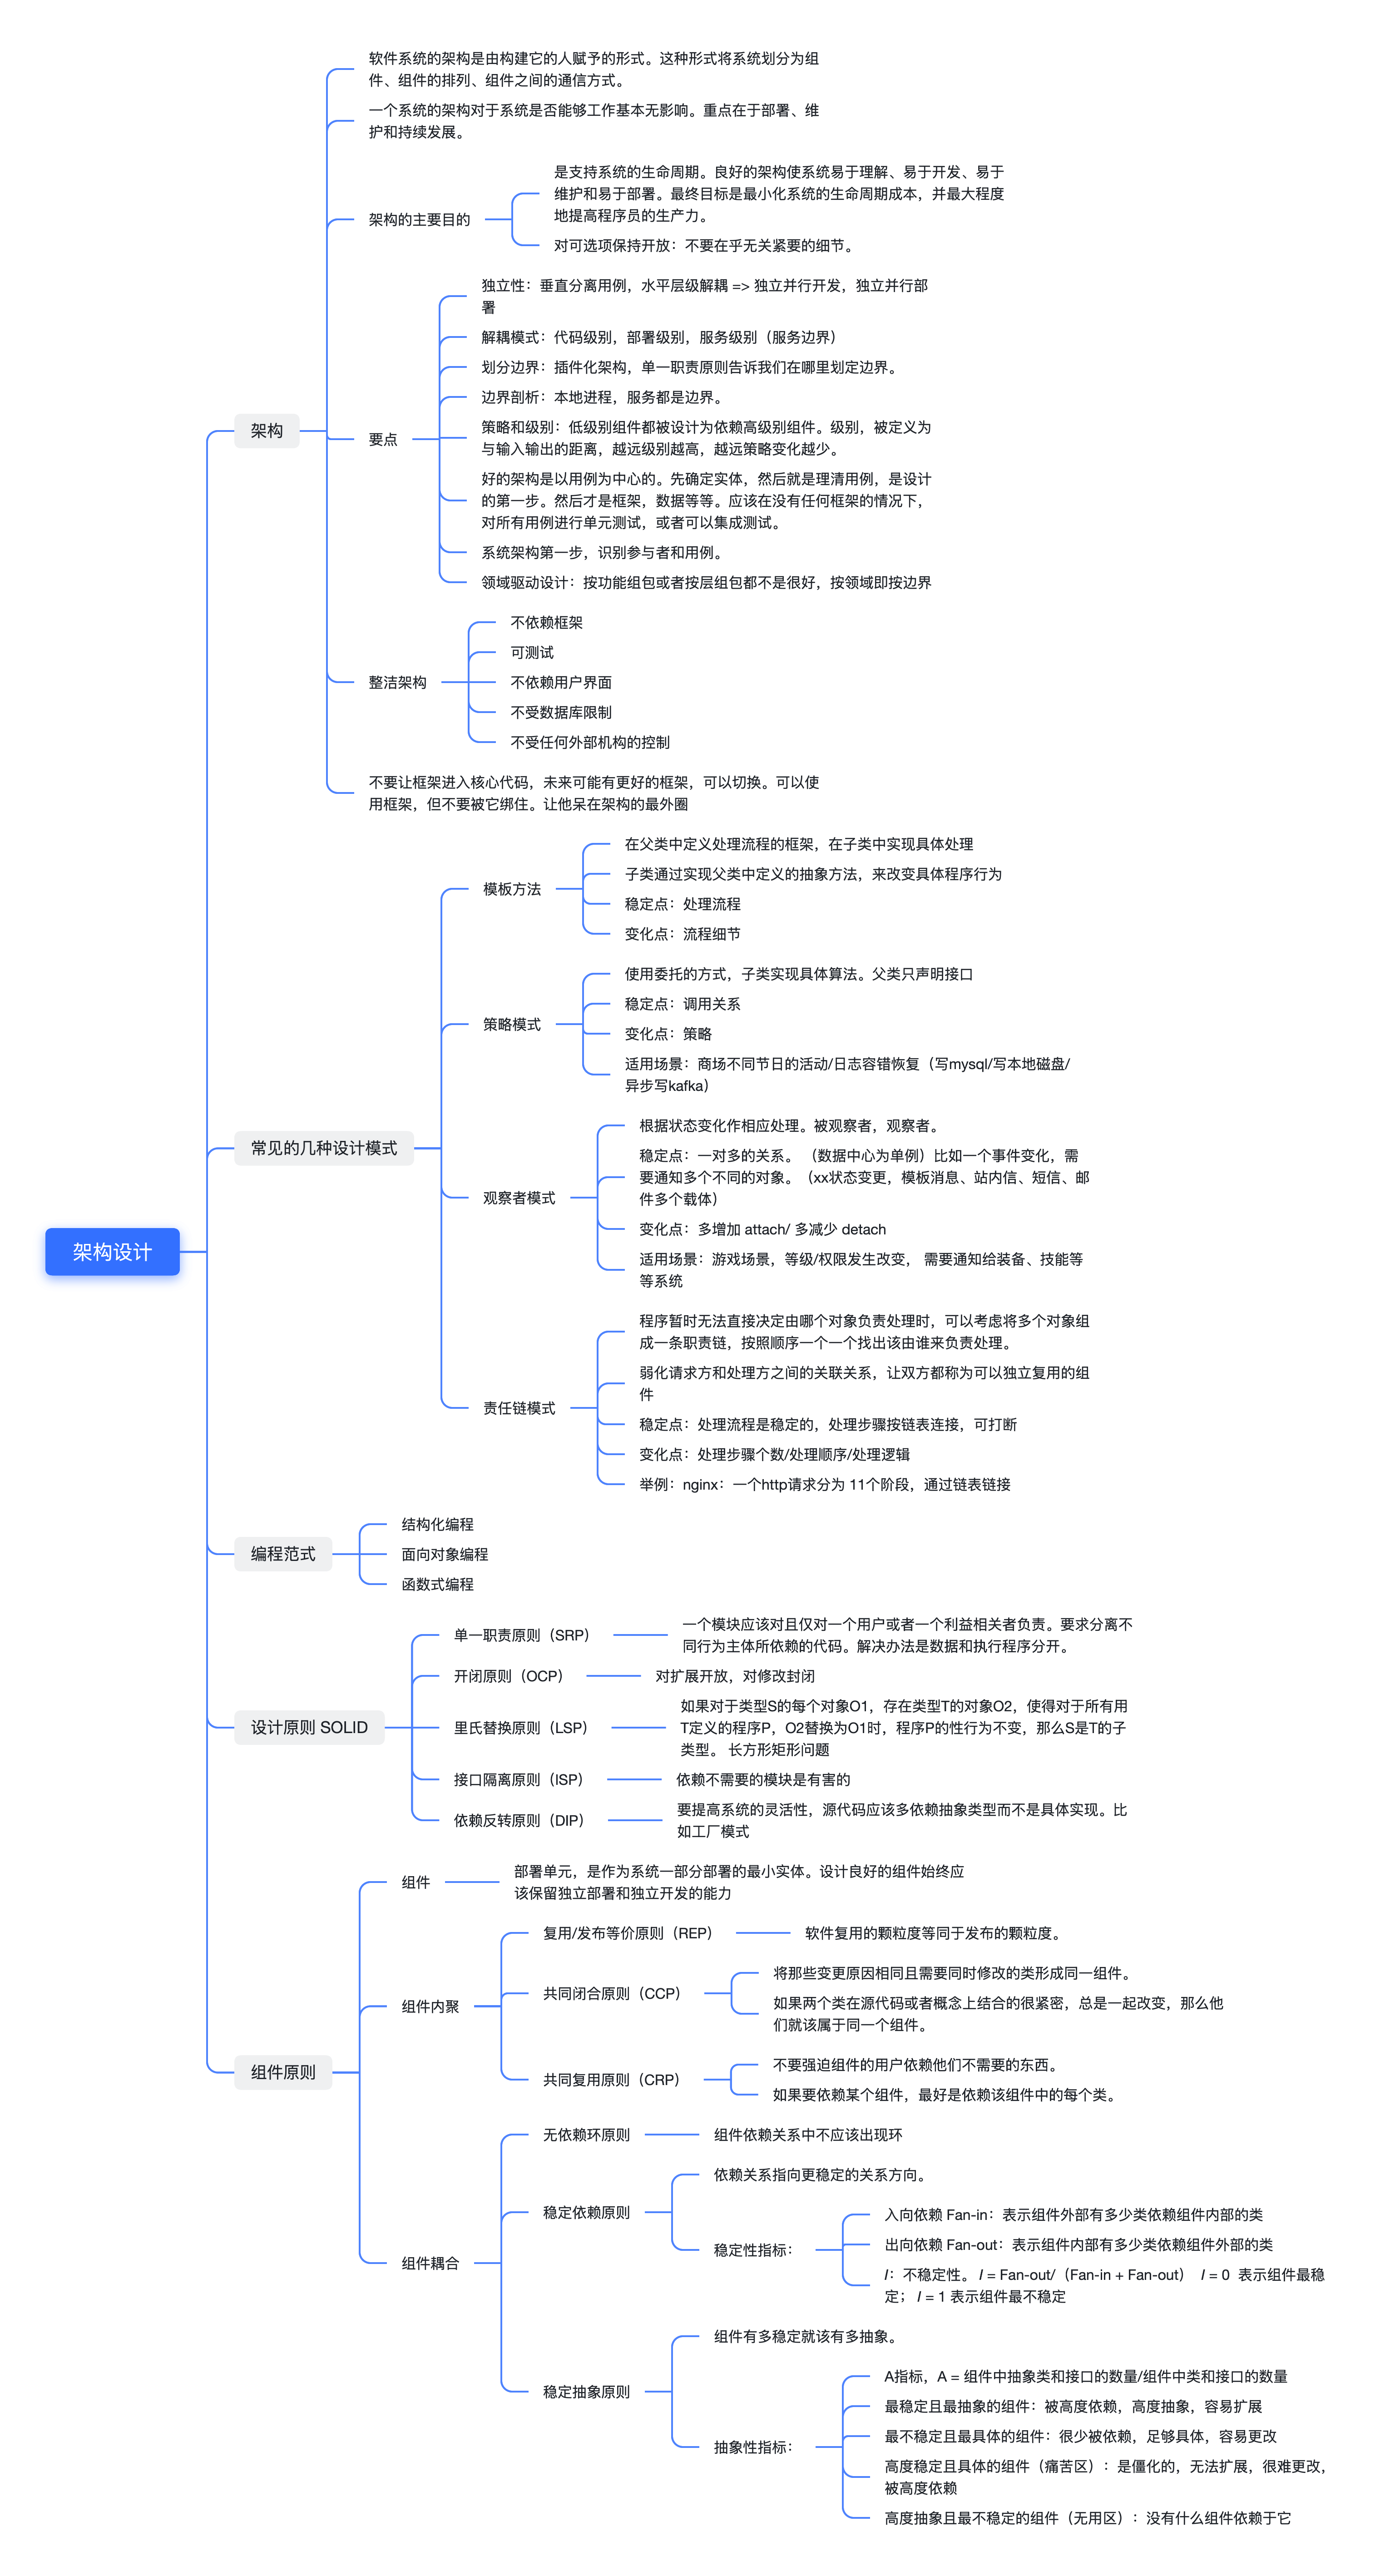 架构设计
架构
软件系统的架构是由构建它的人赋予的形式。这种形式将系统划分为组
件、组件的排列、组件之间的通信方式。
一个系统的架构对于系统是否能够工作基本无影响。重点在于部署、维
护和持续发展。
架构的主要目的
是支持系统的生命周期。良好的架构使系统易于理解、易于开发、易于
维护和易于部署。最终目标是最小化系统的生命周期成本，并最大程度
地提高程序员的生产力。
对可选项保持开放：不要在乎无关紧要的细节。
要点
独立性：垂直分离用例，水平层级解耦 => 独立并行开发，独立并行部
署
解耦模式：代码级别，部署级别，服务级别（服务边界）
划分边界：插件化架构，单一职责原则告诉我们在哪里划定边界。
边界剖析：本地进程，服务都是边界。
策略和级别：低级别组件都被设计为依赖高级别组件。级别，被定义为
与输入输出的距离，越远级别越高，越远策略变化越少。
好的架构是以用例为中心的。先确定实体，然后就是理清用例，是设计
的第一步。然后才是框架，数据等等。应该在没有任何框架的情况下，
对所有用例进行单元测试，或者可以集成测试。
系统架构第一步，识别参与者和用例。
领域驱动设计：按功能组包或者按层组包都不是很好，按领域即按边界
整洁架构
不依赖框架
可测试
不依赖用户界面
不受数据库限制
不受任何外部机构的控制
不要让框架进入核心代码，未来可能有更好的框架，可以切换。可以使
用框架，但不要被它绑住。让他呆在架构的最外圈
常见的几种设计模式
模板方法
在父类中定义处理流程的框架，在子类中实现具体处理
子类通过实现父类中定义的抽象方法，来改变具体程序行为
稳定点：处理流程
变化点：流程细节
策略模式
使用委托的方式，子类实现具体算法。父类只声明接口
稳定点：调用关系
变化点：策略
适用场景：商场不同节日的活动/日志容错恢复（写mysql/写本地磁盘/
异步写kafka）
观察者模式
根据状态变化作相应处理。被观察者，观察者。
稳定点：一对多的关系。 （数据中心为单例）比如一个事件变化，需
要通知多个不同的对象。（xx状态变更，模板消息、站内信、短信、邮
件多个载体）
变化点：多增加 attach/ 多减少 detach
适用场景：游戏场景，等级/权限发生改变， 需要通知给装备、技能等
等系统
责任链模式
程序暂时无法直接决定由哪个对象负责处理时，可以考虑将多个对象组
成一条职责链，按照顺序一个一个找出该由谁来负责处理。
弱化请求方和处理方之间的关联关系，让双方都称为可以独立复用的组
件
稳定点：处理流程是稳定的，处理步骤按链表连接，可打断
变化点：处理步骤个数/处理顺序/处理逻辑
举例：nginx：一个http请求分为 11个阶段，通过链表链接
编程范式
结构化编程
面向对象编程
函数式编程
设计原则 SOLID
单一职责原则（SRP）
一个模块应该对且仅对一个用户或者一个利益相关者负责。要求分离不
同行为主体所依赖的代码。解决办法是数据和执行程序分开。
开闭原则（OCP）
对扩展开放，对修改封闭
里氏替换原则（LSP）
如果对于类型S的每个对象O1，存在类型T的对象O2，使得对于所有用
T定义的程序P，O2替换为O1时，程序P的性行为不变，那么S是T的子
类型。 长方形矩形问题
接口隔离原则（ISP）
依赖不需要的模块是有害的
依赖反转原则（DIP）
要提高系统的灵活性，源代码应该多依赖抽象类型而不是具体实现。比
如工厂模式
组件原则
组件
部署单元，是作为系统一部分部署的最小实体。设计良好的组件始终应
该保留独立部署和独立开发的能力
组件内聚
复用/发布等价原则（REP）
软件复用的颗粒度等同于发布的颗粒度。
共同闭合原则（CCP）
将那些变更原因相同且需要同时修改的类形成同一组件。
如果两个类在源代码或者概念上结合的很紧密，总是一起改变，那么他
们就该属于同一个组件。
共同复用原则（CRP）
不要强迫组件的用户依赖他们不需要的东西。
如果要依赖某个组件，最好是依赖该组件中的每个类。
组件耦合
无依赖环原则
组件依赖关系中不应该出现环
稳定依赖原则
依赖关系指向更稳定的关系方向。
稳定性指标：
入向依赖 Fan-in：表示组件外部有多少类依赖组件内部的类
出向依赖 Fan-out：表示组件内部有多少类依赖组件外部的类
I：不稳定性。 I = Fan-out/（Fan-in + Fan-out） I = 0 表示组件最稳
定； I = 1 表示组件最不稳定
稳定抽象原则
组件有多稳定就该有多抽象。
抽象性指标：
A指标，A = 组件中抽象类和接口的数量/组件中类和接口的数量
最稳定且最抽象的组件：被高度依赖，高度抽象，容易扩展
最不稳定且最具体的组件：很少被依赖，足够具体，容易更改
高度稳定且具体的组件（痛苦区）：是僵化的，无法扩展，很难更改，
被高度依赖
高度抽象且最不稳定的组件（无用区）：没有什么组件依赖于它